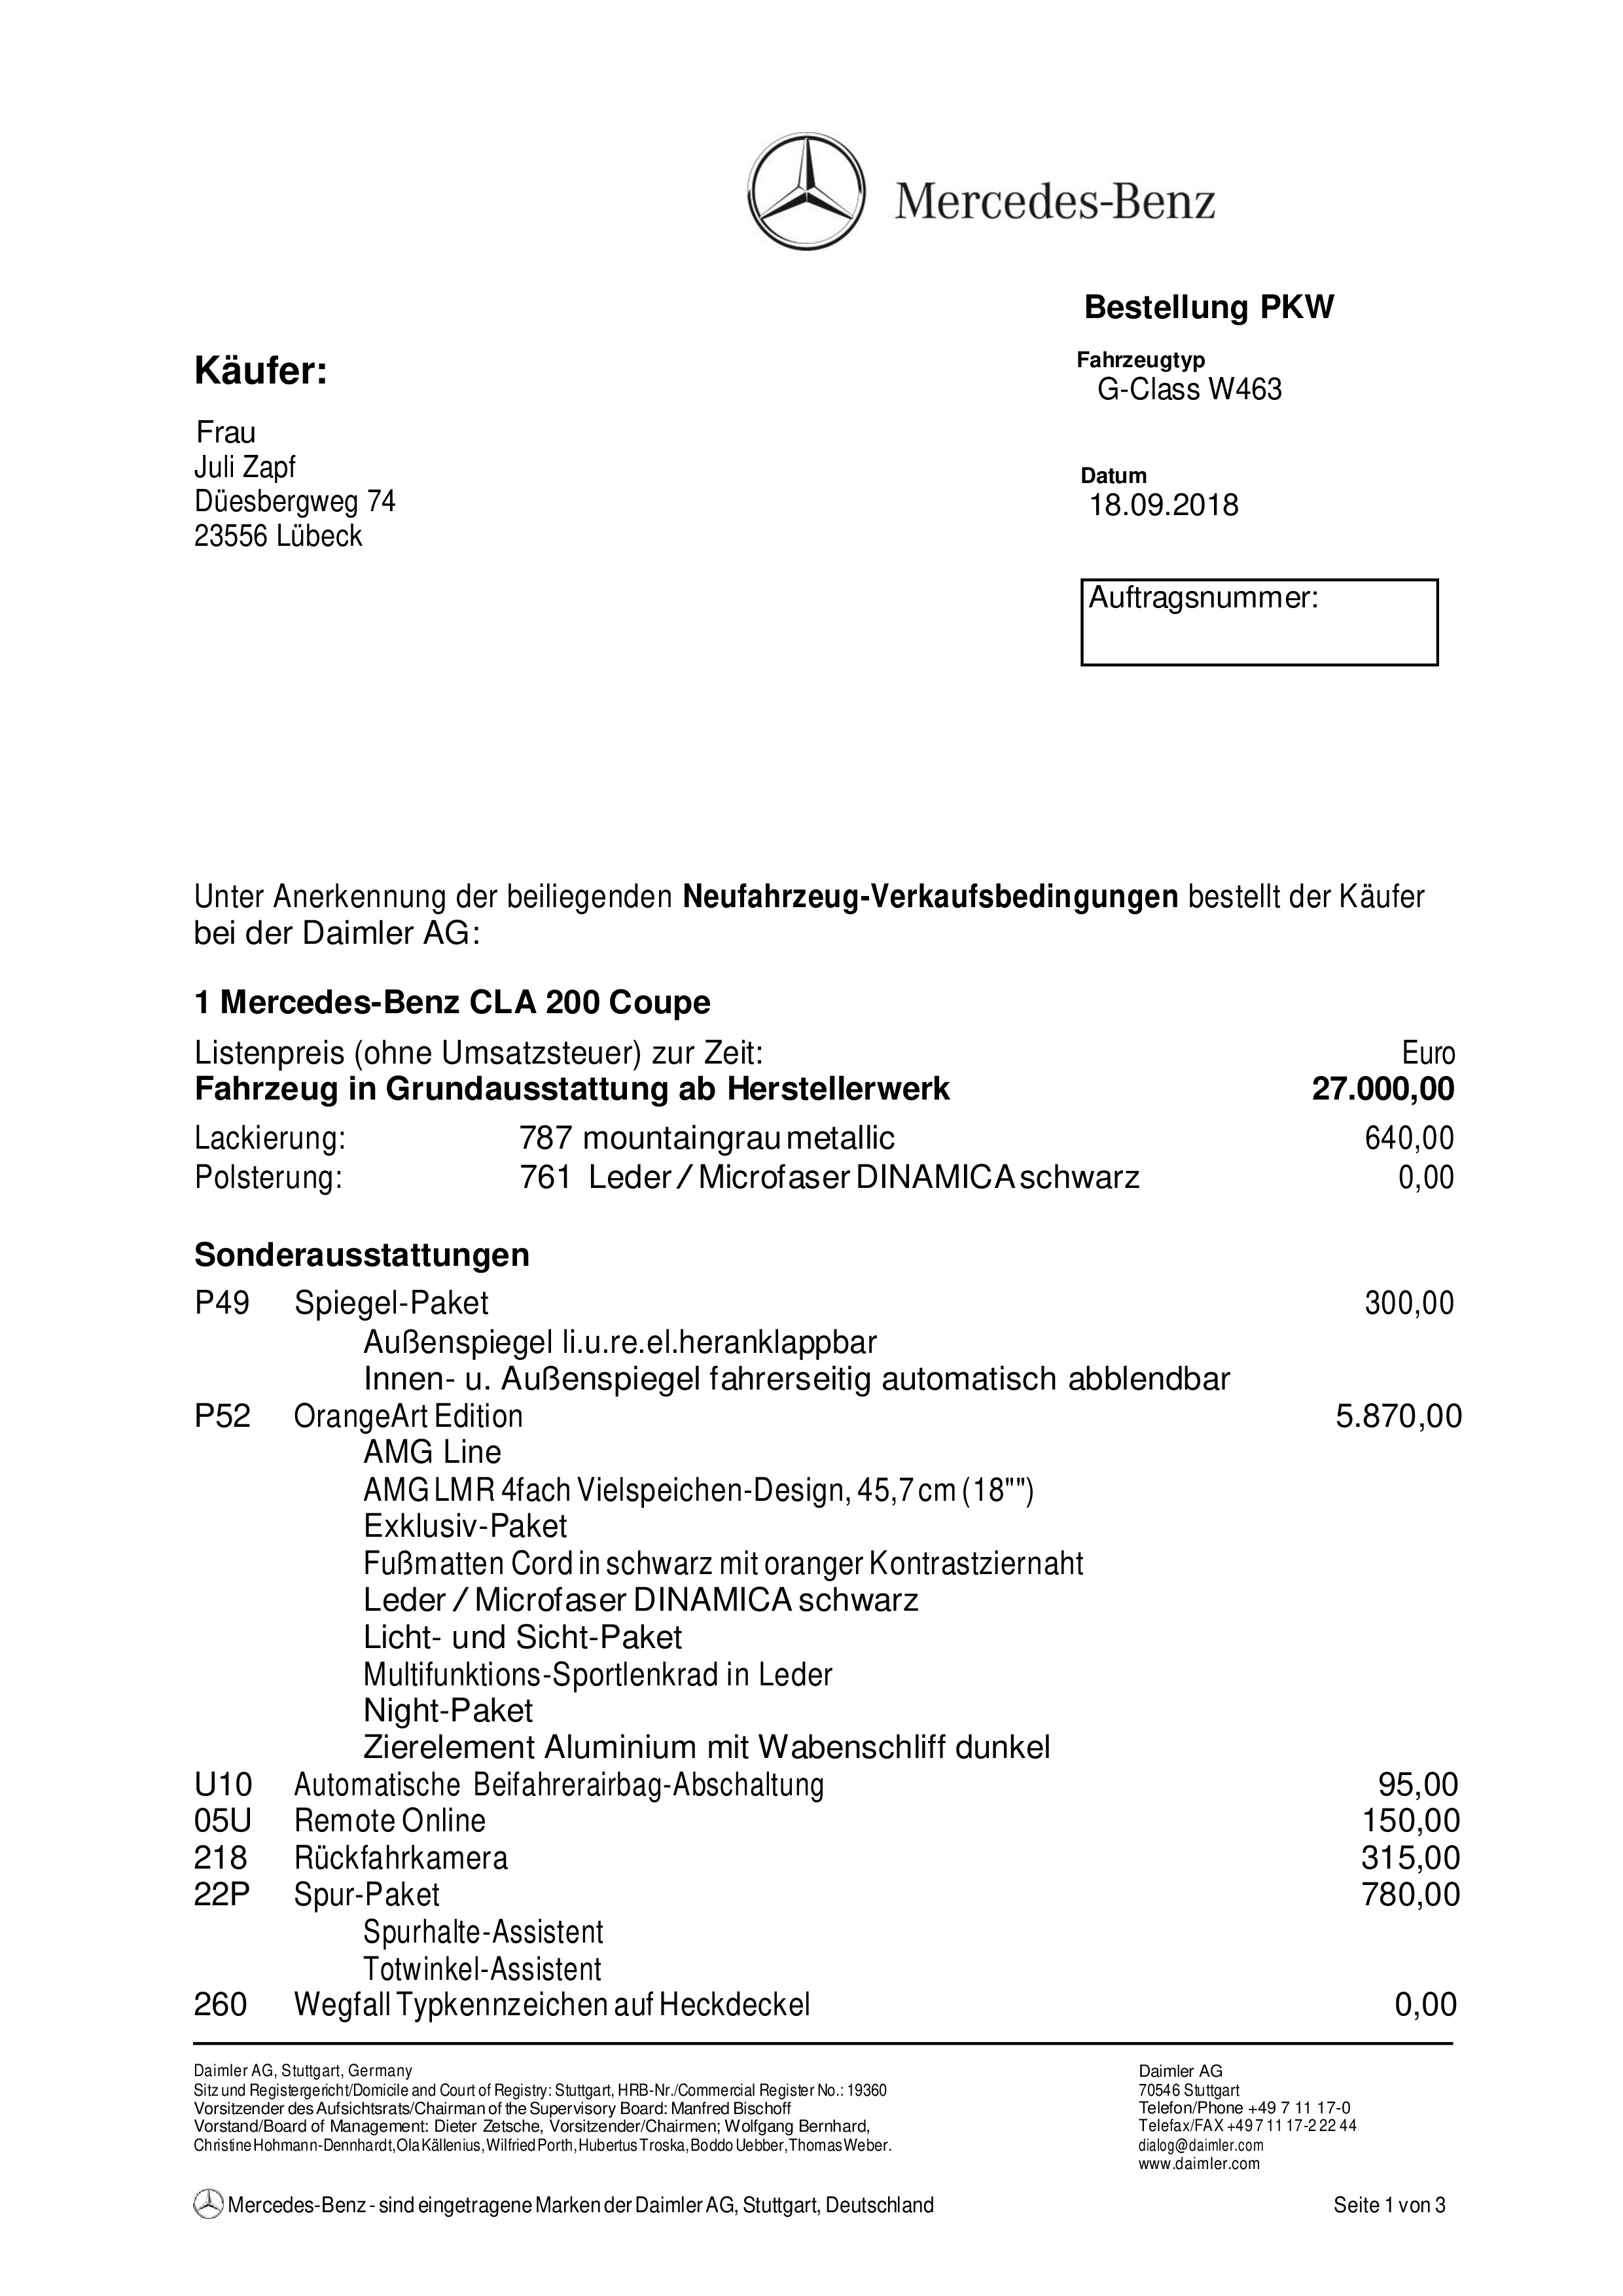 Mercedes-Benz
Bestellung PKW
Käufer:
Fahrzeugtyp
G-Class W463
Frau
Juli Zapf
Düesbergweg 74
23556 Lübeck
Datum
18.09.2018
Auftragsnummer:
Unter Anerkennung der beiliegenden Neufahrzeug-Verkaufsbedingungen bestellt der Käufer
bei der Daimler AG:
1 Mercedes-Benz CLA 200 Coupe
Listenpreis (ohne Umsatzsteuer) zur Zeit: Euro
Fahrzeug in Grundausstattung ab Herstellerwerk 27.000,00
Lackierung: 787 mountaingrau metallic 640,00
Polsterung: 761 Leder / Microfaser DINAMICA schwarz 0,00
Sonderausstattungen
P49 Spiegel-Paket 300,00
Außenspiegel li.u.re.el.heranklappbar
Innen- u. Außenspiegel fahrerseitig automatisch abblendbar
P52 OrangeArt Edition 5.870,00
AMG Line
AMG LMR 4fach Vielspeichen-Design, 45,7 cm (18"")
Exklusiv-Paket
Fußmatten Cord in schwarz mit oranger Kontrastziernaht
Leder / Microfaser DINAMICA schwarz
Licht- und Sicht-Paket
Multifunktions-Sportlenkrad in Leder
Night-Paket
Zierelement Aluminium mit Wabenschliff dunkel
U10 Automatische Beifahrerairbag-Abschaltung 95,00
05U Remote Online 150,00
218 Rückfahrkamera 315,00
22P Spur-Paket 780,00
Spurhalte-Assistent
Totwinkel-Assistent
260 Wegfall Typkennzeichen auf Heckdeckel 0,00
Daimler AG, Stuttgart, Germany
Sitz und Registergericht/Domicile and Court of Registry: Stuttgart, HRB-Nr./Commercial Register No.: 19360
Vorsitzender des Aufsichtsrats/Chairman of the Supervisory Board: Manfred Bischoff
Vorstand/Board of Management: Dieter Zetsche, Vorsitzender/Chairmen; Wolfgang Bernhard,
Christine Hohmann-Dennhardt, Ola Källenius, Wilfried Porth, Hubertus Troska, Boddo Uebber, Thomas Weber.
Daimler AG
70546 Stuttgart
Telefon/Phone +49 7 11 17-0
Telefax/FAX +49 7 11 17-2 22 44
dialog@daimler.com
www.daimler.com
Mercedes-Benz - sind eingetragene Marken der Daimler AG, Stuttgart, Deutschland
Seite 1 von 3